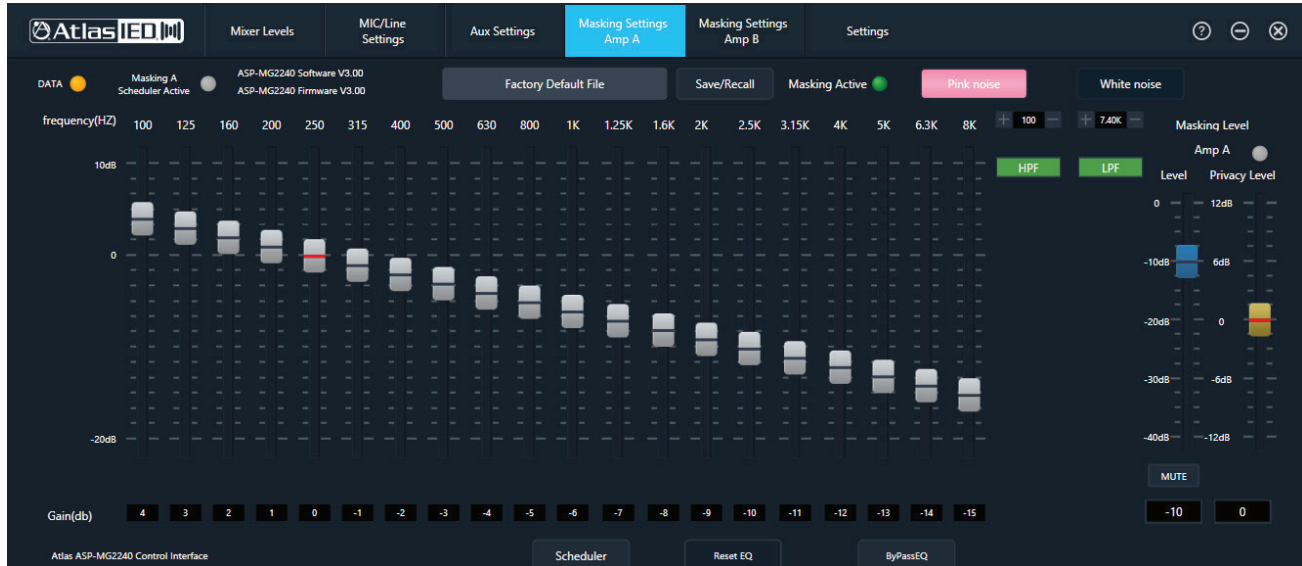 Atlas IED
Mixer Levels
MIC/Line
Settings
Aux Settings
Masking Settings
Amp A
Masking Settings
Amp B
Settings
?
DATA
Masking A
Scheduler Active
ASP-MG2240 Software V3.00
ASP-MG2240 Firmware V3.00
Factory Default File
Save/Recall
Masking Active
Pink noise
White noise
frequency(HZ) 100 125 160 200 250 315 400 500 630 800 1K 1.25K 1.6K 2K 2.5K 3.15K 4K 5K 6.3K 8K
+ 100 -
+ 7.40K -
HPF
LPF
Masking Level
Amp A
Level Privacy Level
10dB
0
-20dB
0 12dB
-10dB 6dB
-20dB 0
-30dB -6dB
-40dB -12dB
MUTE
Gain(db) 4 3 2 1 0 -1 -2 -3 -4 -5 -6 -7 -8 -9 -10 -11 -12 -13 -14 -15
-10 0
Atlas ASP-MG2240 Control Interface
Scheduler
Reset EQ
ByPassEQ